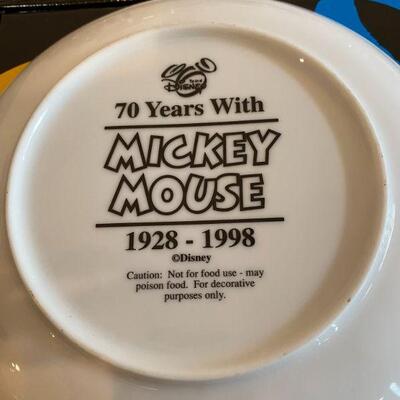 DISNEY
70 Years With
MICKEY
MOUSE
1928 - 1998
©Disney
Caution: Not for food use - may
poison food. For decorative
purposes only.